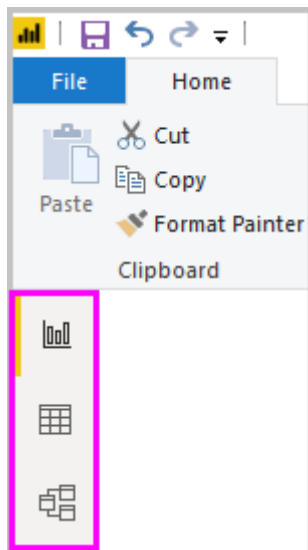 File Home
Cut
Copy
Paste
Format Painter
Clipboard